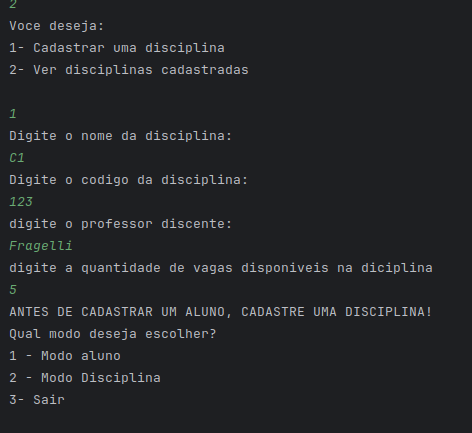 2
Voce deseja:
1- Cadastrar uma disciplina
2- Ver disciplinas cadastradas
1
Digite o nome da disciplina:
C1
Digite o codigo da disciplina:
123
digite o professor discente:
Fragelli
digite a quantidade de vagas disponiveis na diciplina
5
ANTES DE CADASTRAR UM ALUNO, CADASTRE UMA DISCIPLINA!
Qual modo deseja escolher?
1 - Modo aluno
2 - Modo Disciplina
3- Sair